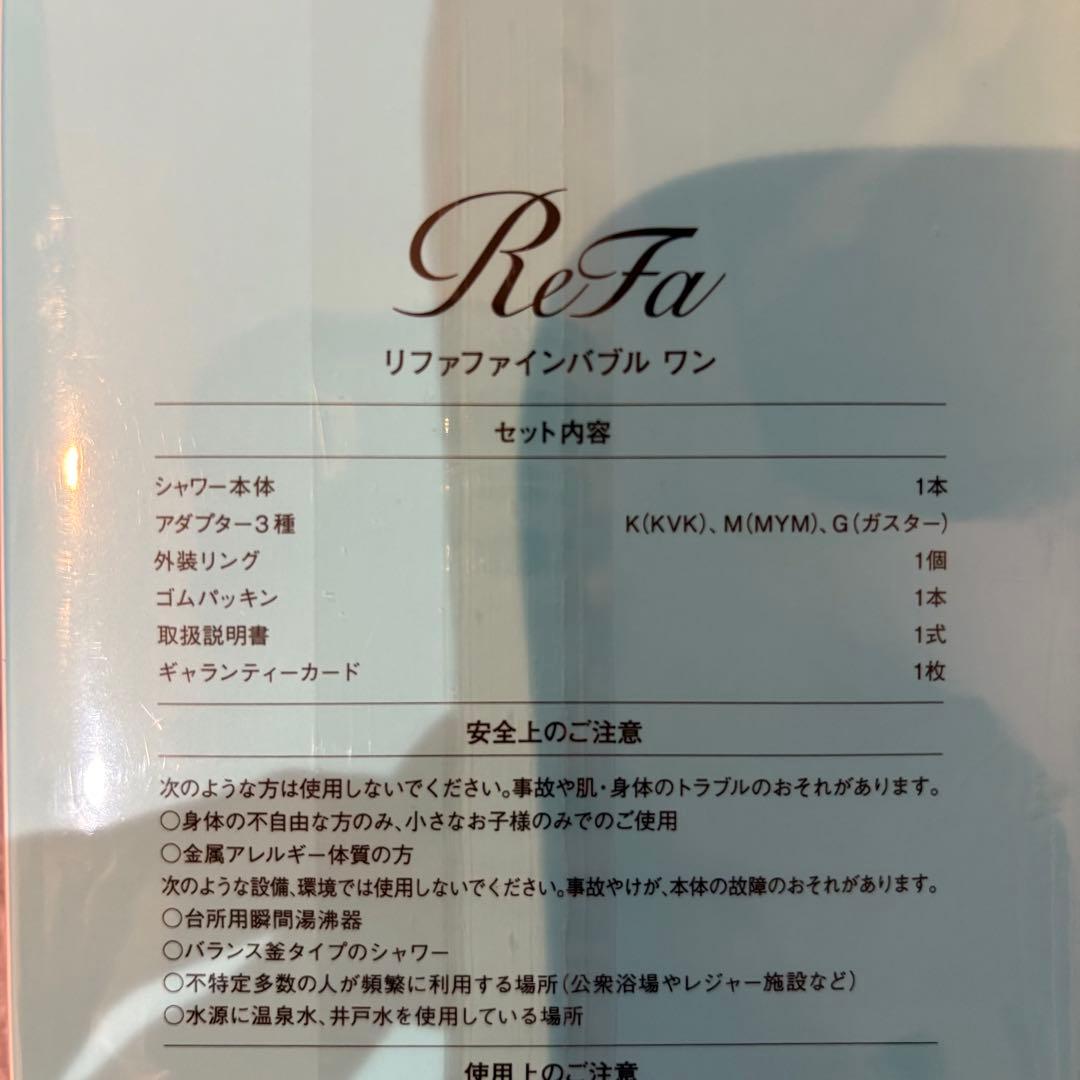 ReFa
リファファインバブル ワン
セット内容
シャワー本体 1本
アダプター3種 K(KVK)、M(MYM)、G(ガスター)
外装リング 1個
ゴムパッキン 1本
取扱説明書 1式
ギャランティーカード 1枚
安全上のご注意
次のような方は使用しないでください。事故や肌・身体のトラブルのおそれがあります。
○身体の不自由な方のみ、小さなお子様のみでのご使用
○金属アレルギー体質の方
次のような設備、環境では使用しないでください。事故やけが、本体の故障のおそれがあります。
○台所用瞬間湯沸器
○バランス釜タイプのシャワー
○不特定多数の人が頻繁に利用する場所(公衆浴場やレジャー施設など)
○水源に温泉水、井戸水を使用している場所
使用上のご注意